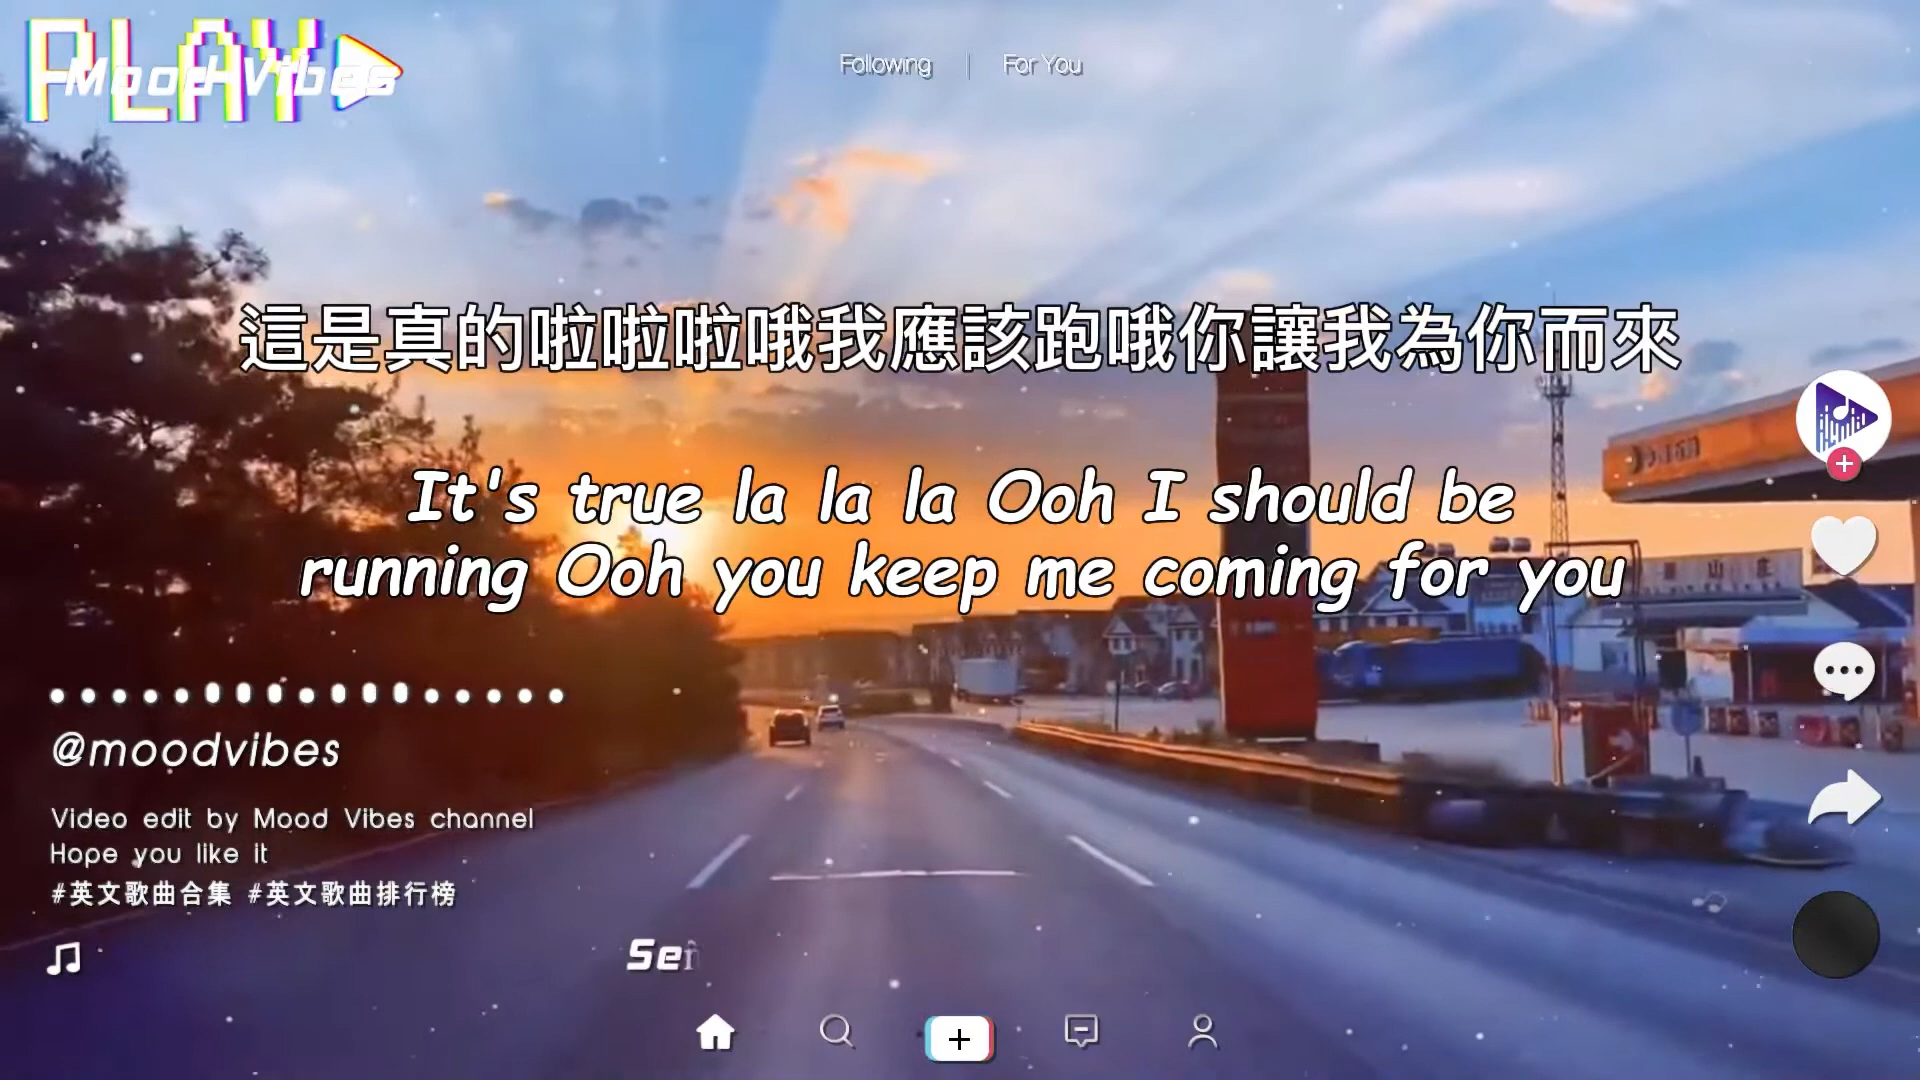 PLAY
Mood Vibes
Following | For You
這是真的啦啦啦哦我應該跑哦你讓我為你而來
It's true la la la Ooh I should be
running Ooh you keep me coming for you
@moodvibes
Video edit by Mood Vibes channel
Hope you like it
#英文歌曲合集 #英文歌曲排行榜